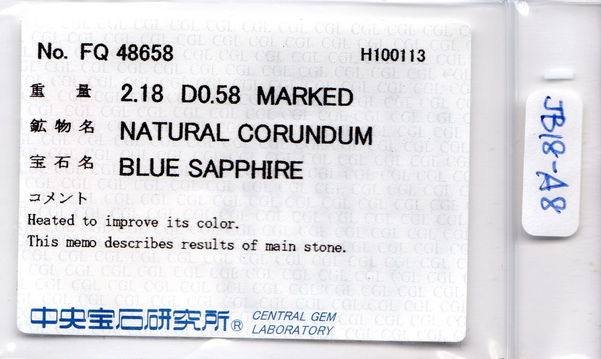 No. FQ 48658 H100113
重量 2.18 D0.58 MARKED
鉱物名 NATURAL CORUNDUM
宝石名 BLUE SAPPHIRE
コメント
Heated to improve its color.
This memo describes results of main stone.
中央宝石研究所® CENTRAL GEM
LABORATORY
JB18-A8